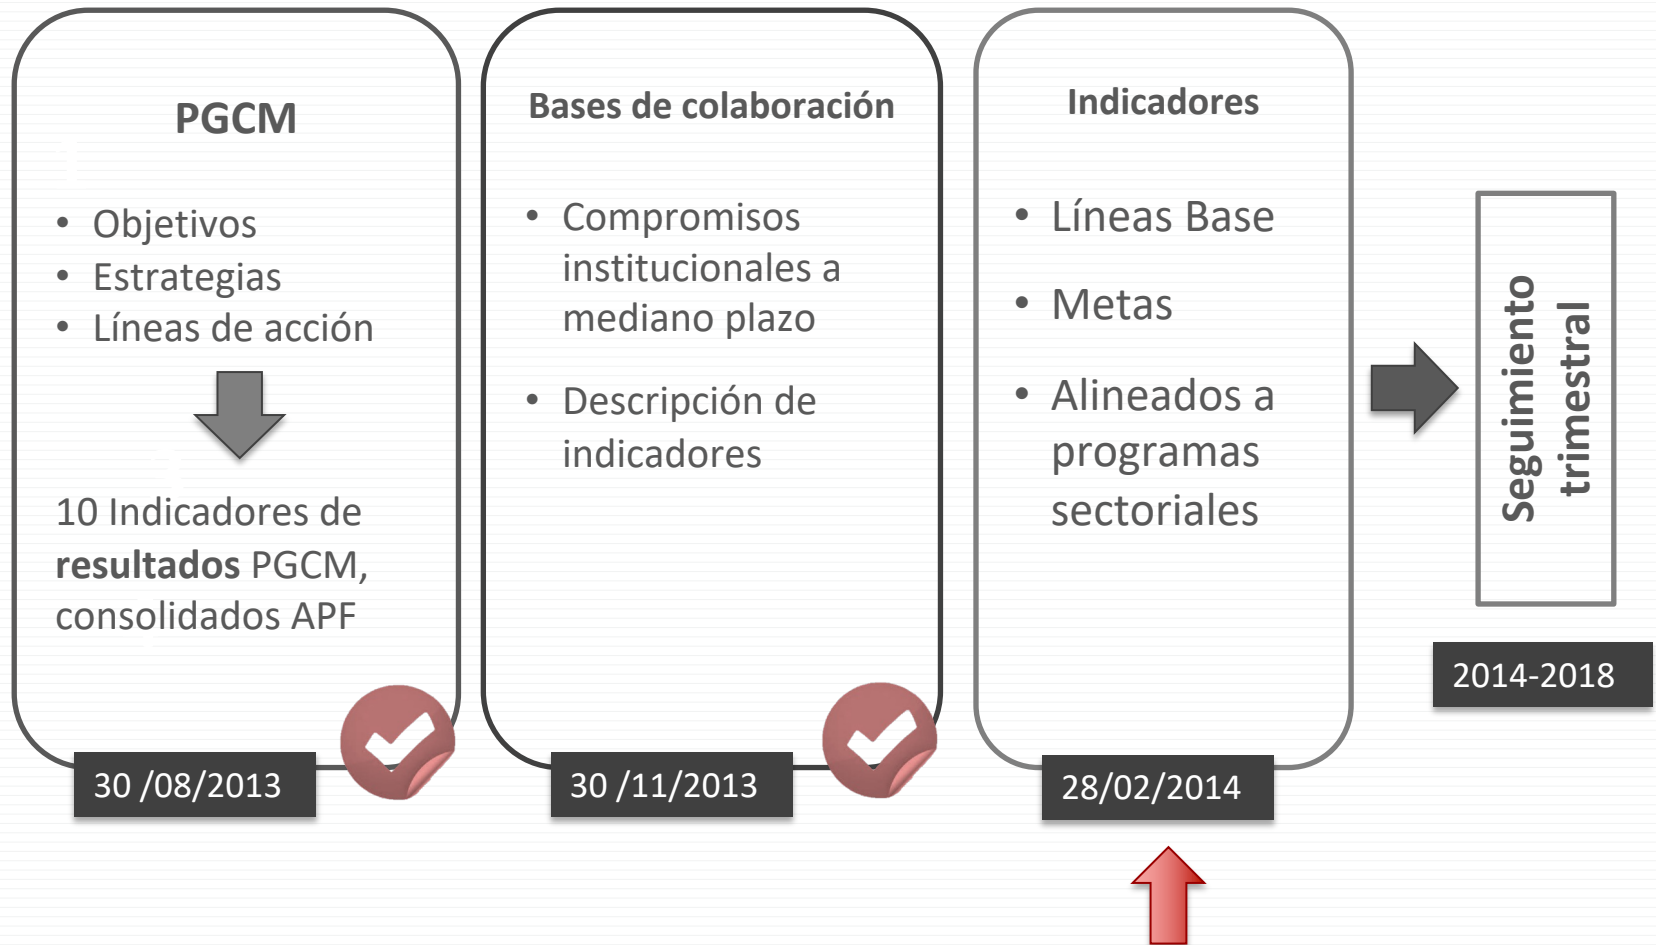 PGCM
• Objetivos
• Estrategias
• Líneas de acción
10 Indicadores de
resultados PGCM,
consolidados APF
30 /08/2013
Bases de colaboración
• Compromisos
institucionales a
mediano plazo
• Descripción de
indicadores
30 /11/2013
Indicadores
• Líneas Base
• Metas
• Alineados a
programas
sectoriales
28/02/2014
Seguimiento
trimestral
2014-2018